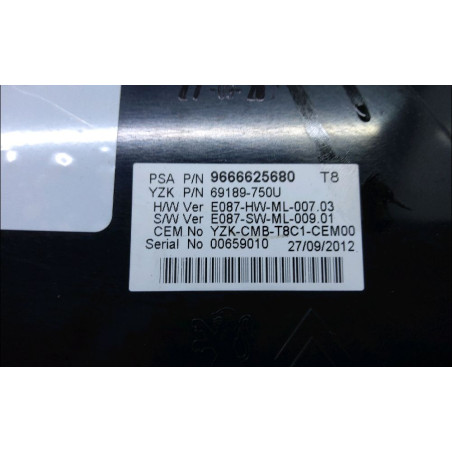 PSA P/N 9666625680 T8
YZK P/N 69189-750U
H/W Ver E087-HW-ML-007.03
S/W Ver E087-SW-ML-009.01
CEM No YZK-CMB-T8C1-CEM00
Serial No 00659010 27/09/2012